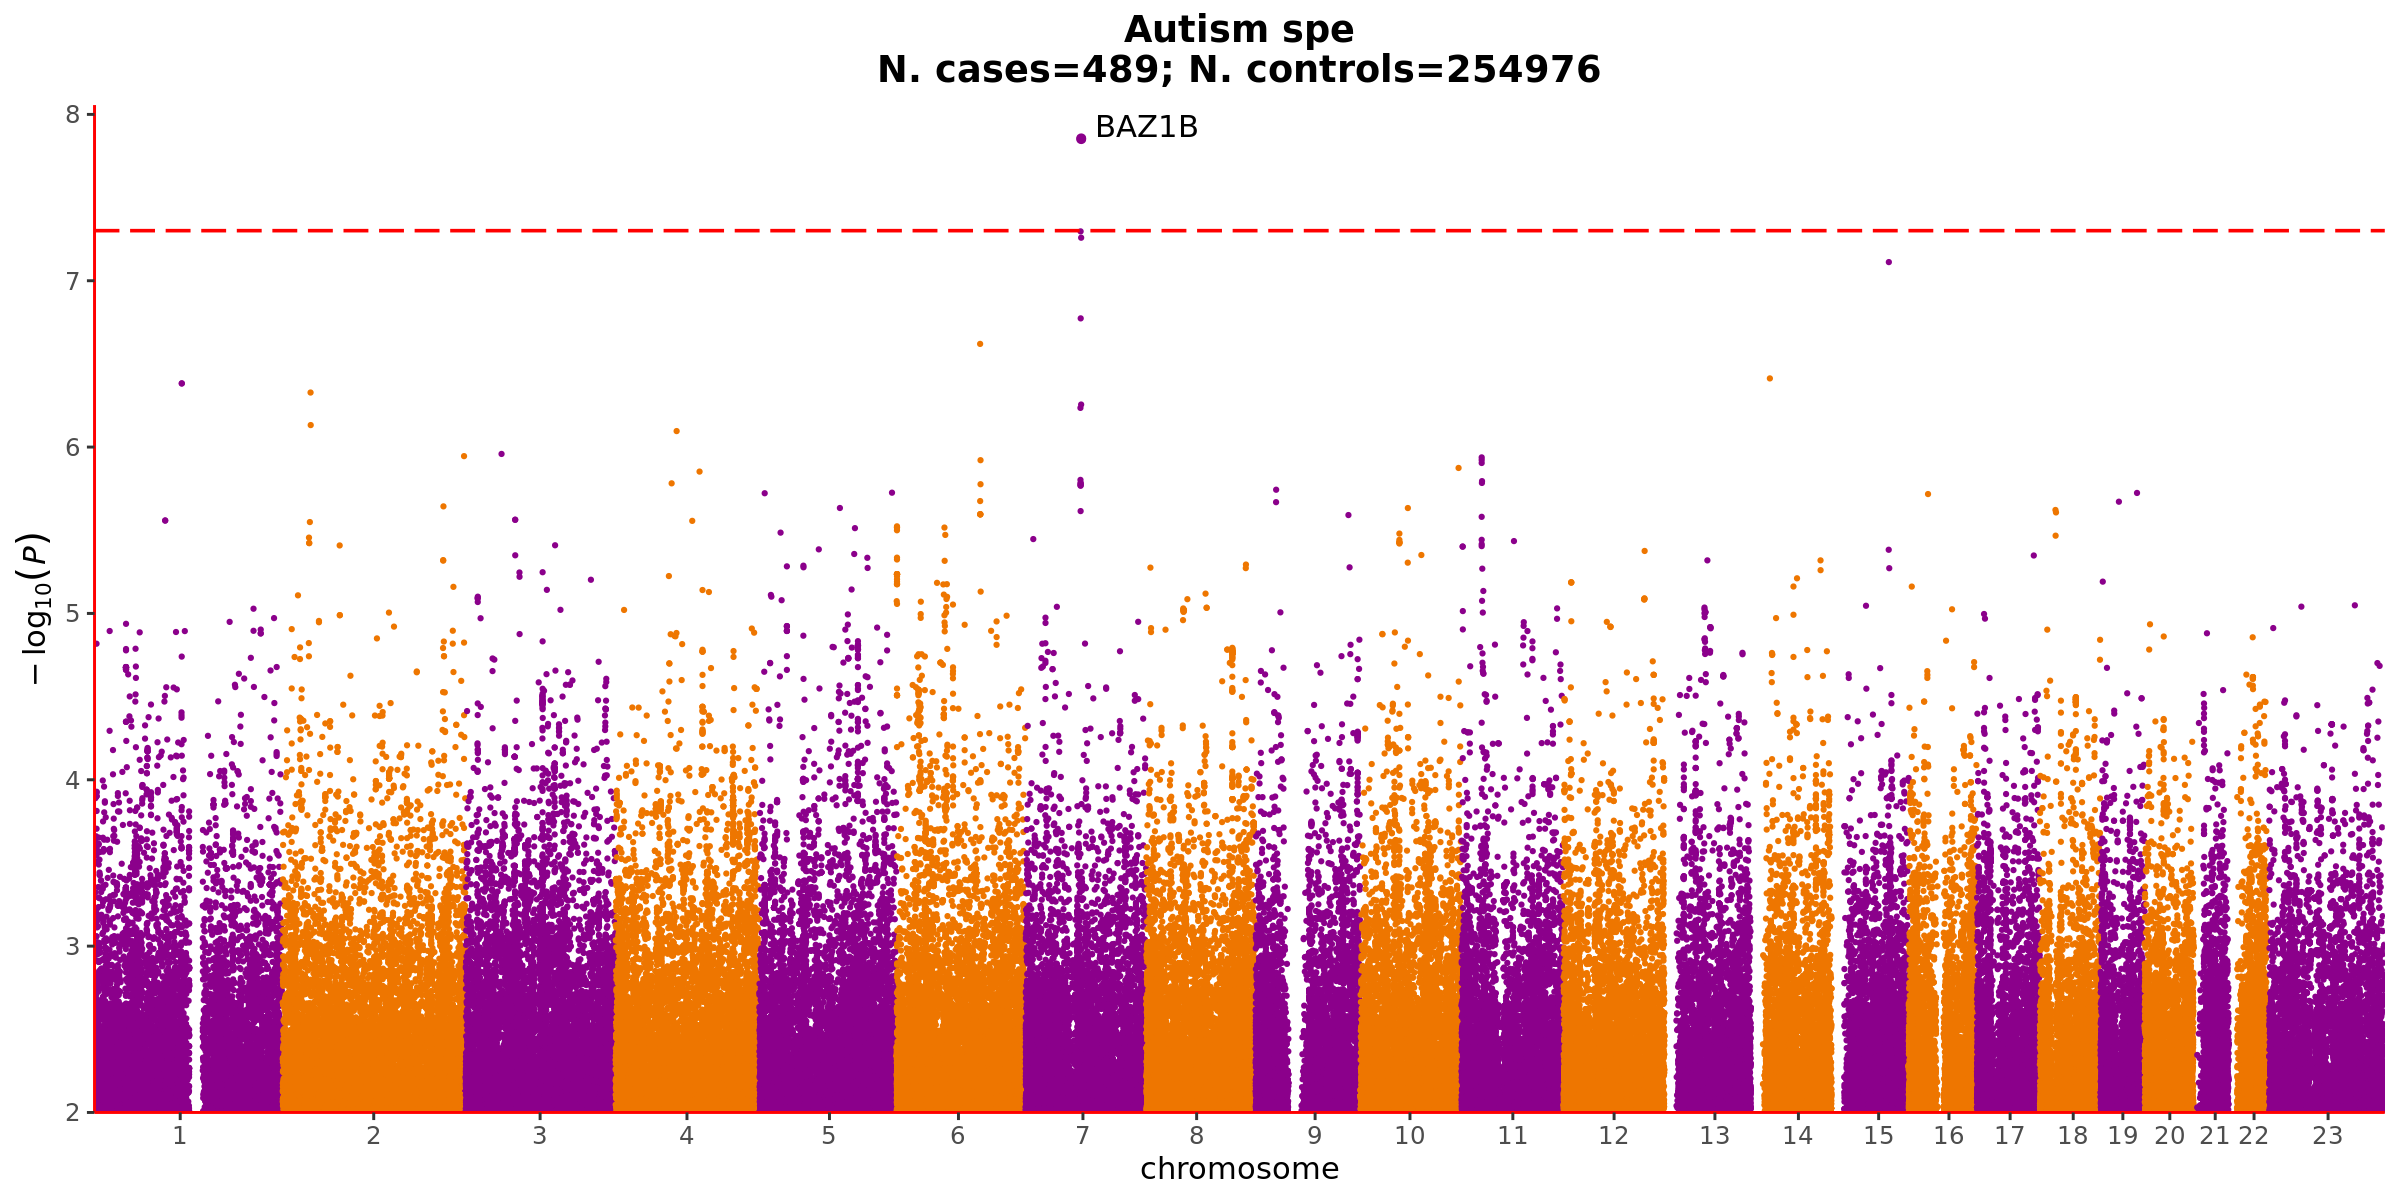 Autism spe
N. cases=489; N. controls=254976
BAZ1B
8
7
6
5
4
3
2
−log10(P)
1 2 3 4 5 6 7 8 9 10 11 12 13 14 15 16 17 18 19 20 21 22 23
chromosome